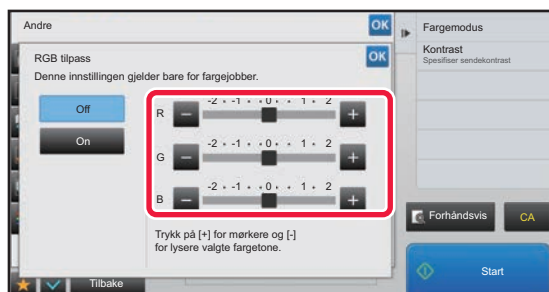 Andre
OK
RGB tilpass
OK
Denne innstillingen gjelder bare for fargejobber.
Off
On
-2 • -1 • • 0 • • 1 • 2
R
-2 • -1 • • 0 • • 1 • 2
G
-2 • -1 • • 0 • • 1 • 2
B
Trykk på [+] for mørkere og [-]
for lysere valgte fargetone.
Tilbake
Fargemodus
Kontrast
Spesifiser sendekontrast
Forhåndsvis
CA
Start